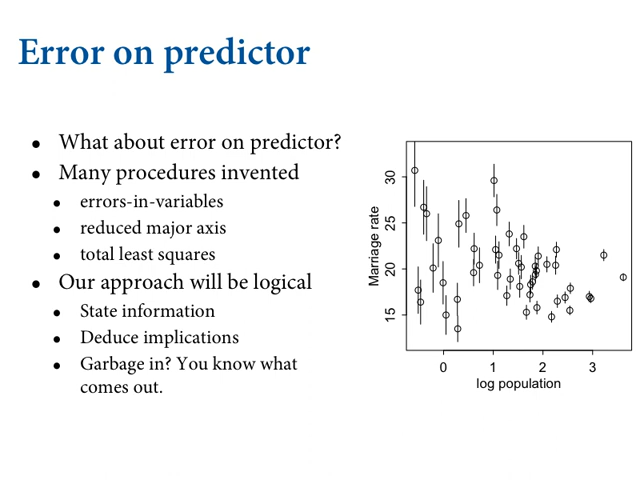 Error on predictor
• What about error on predictor?
• Many procedures invented
• errors-in-variables
• reduced major axis
• total least squares
• Our approach will be logical
• State information
• Deduce implications
• Garbage in? You know what
comes out.
Marriage rate
30
25
20
15
0 1 2 3
log population